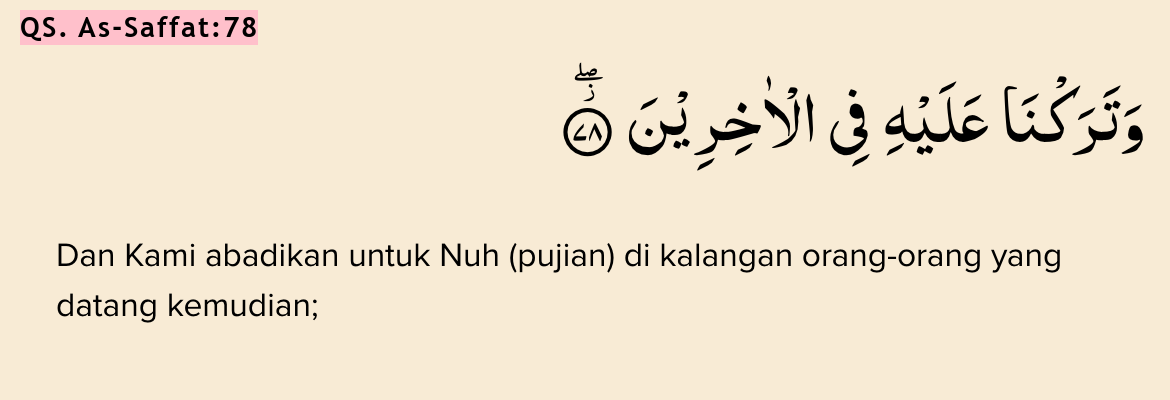 QS. As-Saffat:78
وَتَرَكْنَا عَلَيْهِ فِى الْاٰخِرِيْنَ ۖ ٧٨
Dan Kami abadikan untuk Nuh (pujian) di kalangan orang-orang yang
datang kemudian;